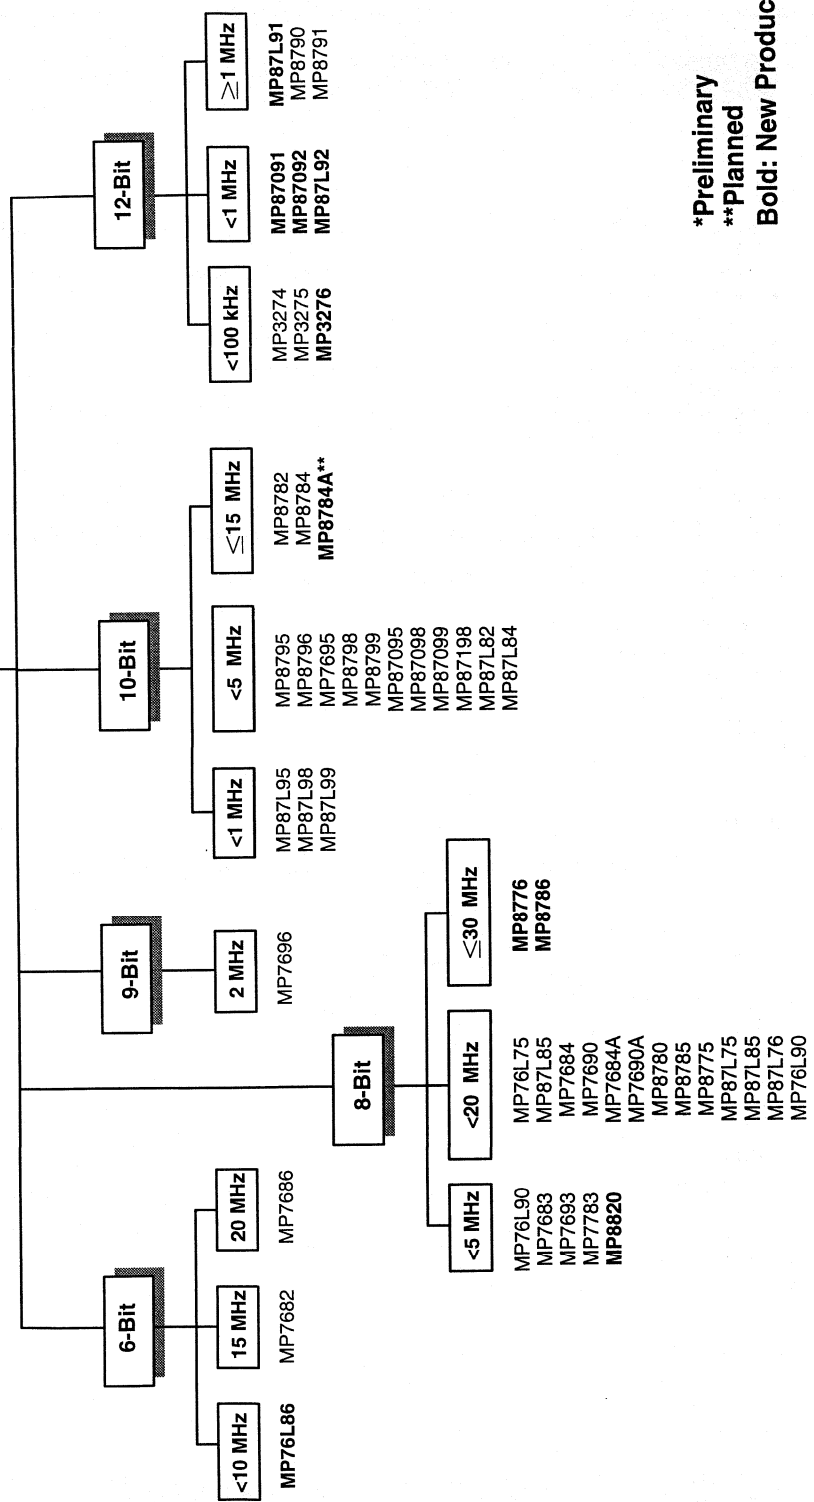 6-Bit
<10 MHz
MP76L86
15 MHz
MP7682
20 MHz
MP7686
8-Bit
<5 MHz
MP76L90
MP7683
MP7693
MP7783
MP8820
<20 MHz
MP76L75
MP87L85
MP7684
MP7690
MP7684A
MP7690A
MP8780
MP8785
MP8775
MP87L75
MP87L85
MP87L76
MP76L90
≤30 MHz
MP8776
MP8786
9-Bit
2 MHz
MP7696
10-Bit
<1 MHz
MP87L95
MP87L98
MP87L99
<5 MHz
MP8795
MP8796
MP7695
MP8798
MP8799
MP87095
MP87098
MP87099
MP87198
MP87L82
MP87L84
≤15 MHz
MP8782
MP8784
MP8784A**
12-Bit
<100 kHz
MP3274
MP3275
MP3276
<1 MHz
MP87091
MP87092
MP87L92
≥1 MHz
MP87L91
MP8790
MP8791
*Preliminary
**Planned
Bold: New Produc